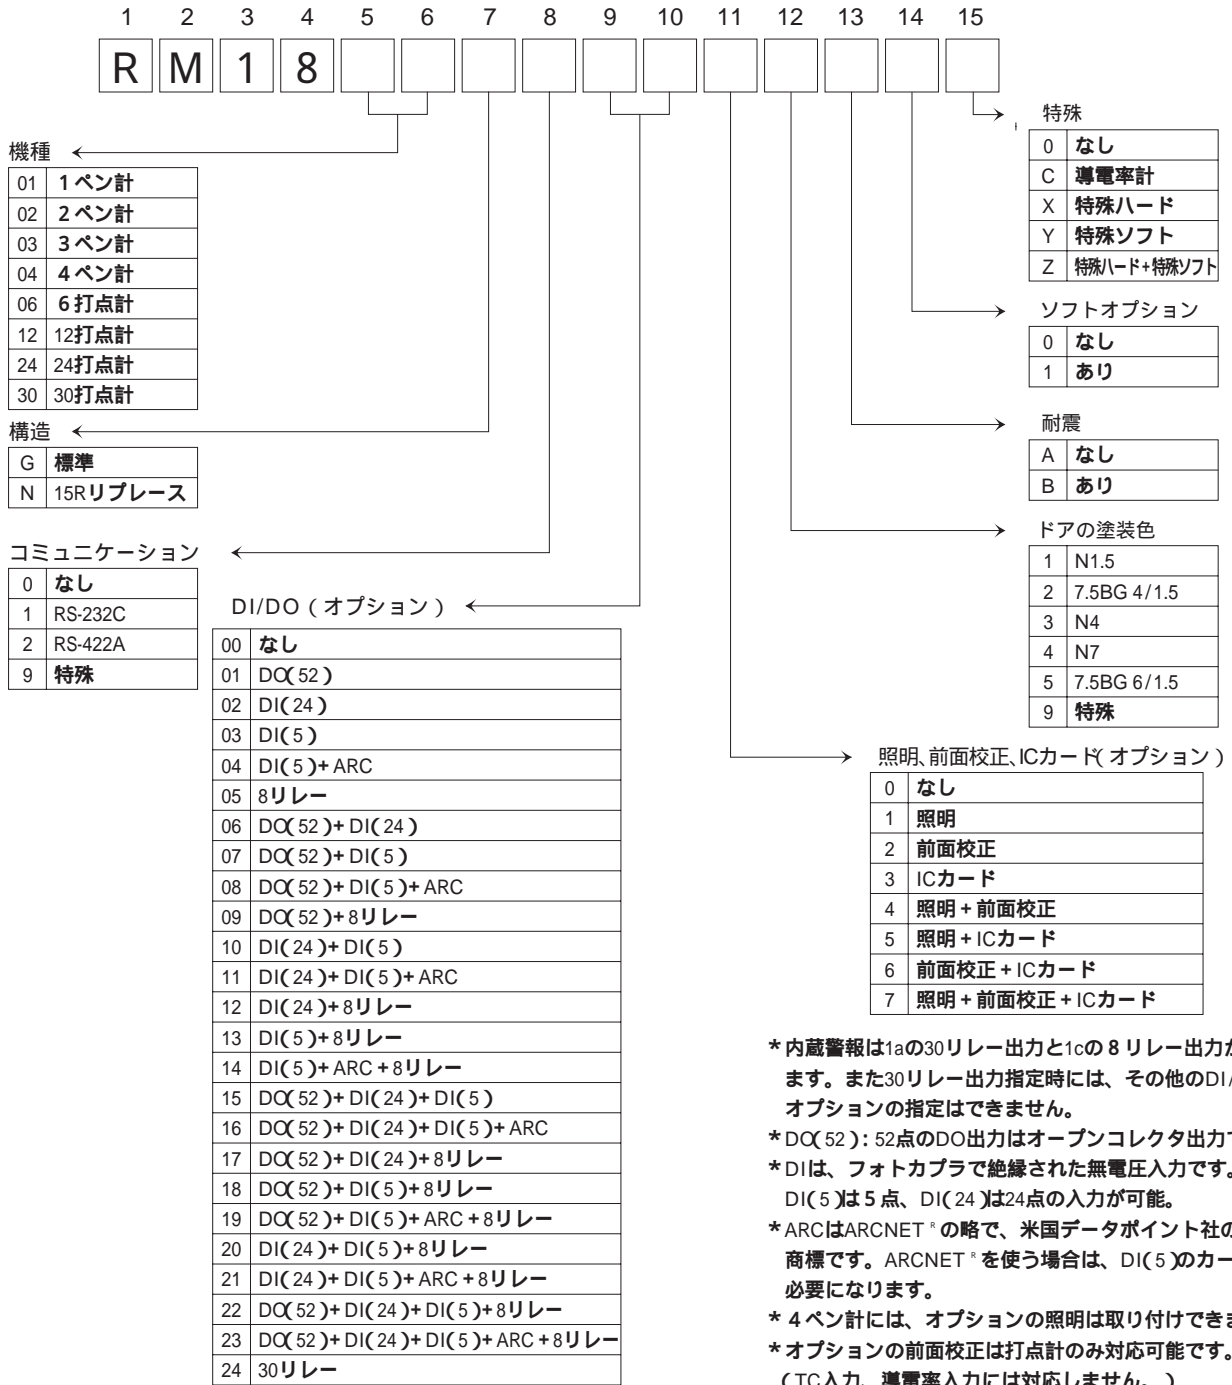 1 2 3 4 5 6 7 8 9 10 11 12 13 14 15
R M 1 8
機種
01 1ペン計
02 2ペン計
03 3ペン計
04 4ペン計
06 6打点計
12 12打点計
24 24打点計
30 30打点計
構造
G 標準
N 15Rリプレース
コミュニケーション
0 なし
1 RS-232C
2 RS-422A
9 特殊
DI/DO(オプション)
00 なし
01 DO(52)
02 DI(24)
03 DI(5)
04 DI(5)+ARC
05 8リレー
06 DO(52)+DI(24)
07 DO(52)+DI(5)
08 DO(52)+DI(5)+ARC
09 DO(52)+8リレー
10 DI(24)+DI(5)
11 DI(24)+DI(5)+ARC
12 DI(24)+8リレー
13 DI(5)+8リレー
14 DI(5)+ARC+8リレー
15 DO(52)+DI(24)+DI(5)
16 DO(52)+DI(24)+DI(5)+ARC
17 DO(52)+DI(24)+8リレー
18 DO(52)+DI(5)+8リレー
19 DO(52)+DI(5)+ARC+8リレー
20 DI(24)+DI(5)+8リレー
21 DI(24)+DI(5)+ARC+8リレー
22 DO(52)+DI(24)+DI(5)+8リレー
23 DO(52)+DI(24)+DI(5)+ARC+8リレー
24 30リレー
特殊
0 なし
C 導電率計
X 特殊ハード
Y 特殊ソフト
Z 特殊ハード+特殊ソフト
ソフトオプション
0 なし
1 あり
耐震
A なし
B あり
ドアの塗装色
1 N1.5
2 7.5BG 4/1.5
3 N4
4 N7
5 7.5BG 6/1.5
9 特殊
照明、前面校正、ICカード(オプション)
0 なし
1 照明
2 前面校正
3 ICカード
4 照明+前面校正
5 照明+ICカード
6 前面校正+ICカード
7 照明+前面校正+ICカード
*内蔵警報は1aの30リレー出力と1cの8リレー出力が
ます。また30リレー出力指定時には、その他のDI/
オプションの指定はできません。
*DO(52):52点のDO出力はオープンコレクタ出力で
*DIは、フォトカプラで絶縁された無電圧入力です。
DI(5)は5点、DI(24)は24点の入力が可能。
*ARCはARCNET®の略で、米国データポイント社の
商標です。ARCNET®を使う場合は、DI(5)のカー
必要になります。
*4ペン計には、オプションの照明は取り付けできま
*オプションの前面校正は打点計のみ対応可能です。
(TC入力、導電率入力には対応しません。)